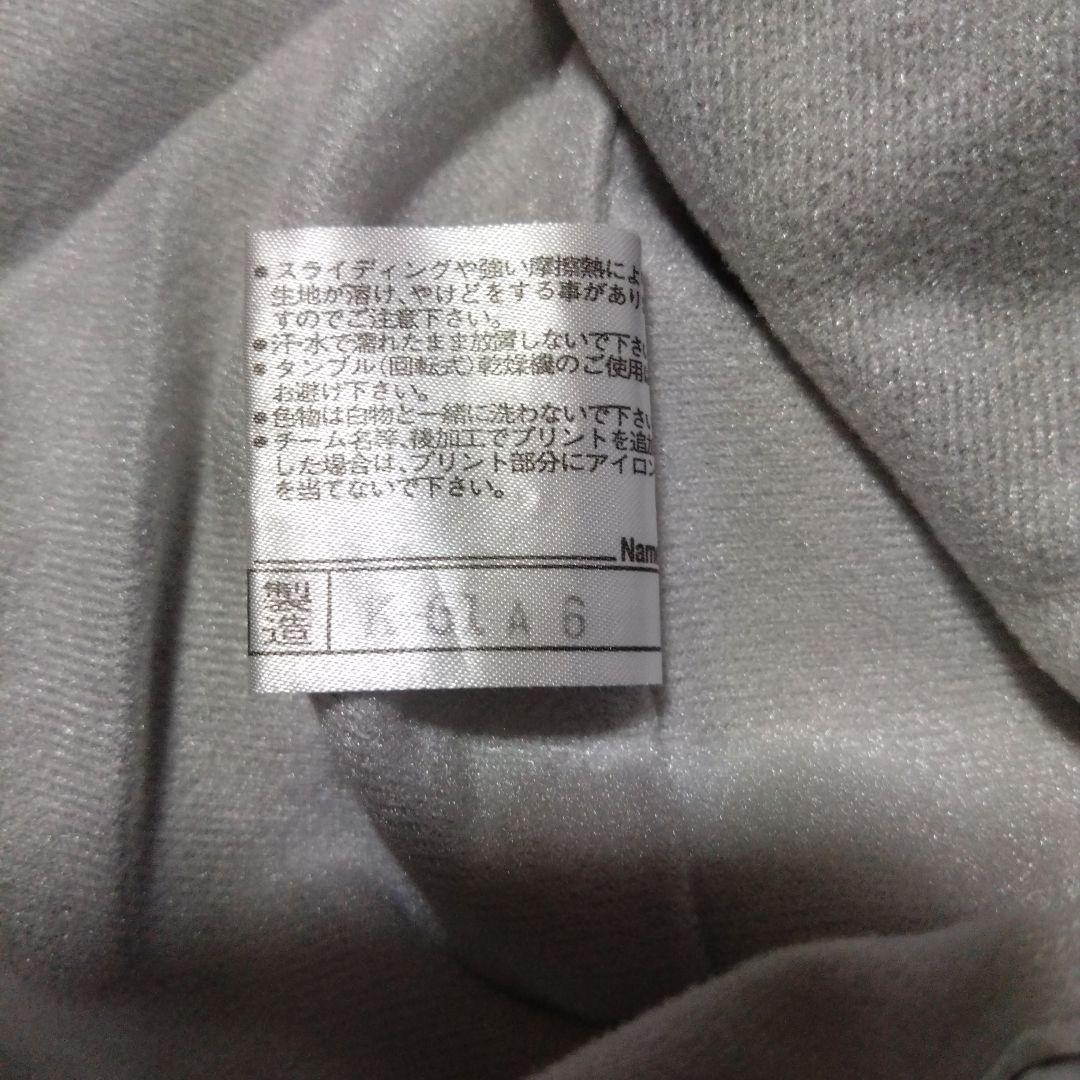 ●スライディングや強い摩擦熱によ
生地が溶け、やけどをする事があり
すのでご注意下さい。
●汗・水で濡れたまま放置しないで下さ
●タンブル(回転式)乾燥機のご使用は
お避け下さい。
●色物は白物と一緒に洗わないで下さい
●チーム名等、後加工でプリントを追加
した場合は、プリント部分にアイロン
を当てないで下さい。
Name
製造 K 01 A 6